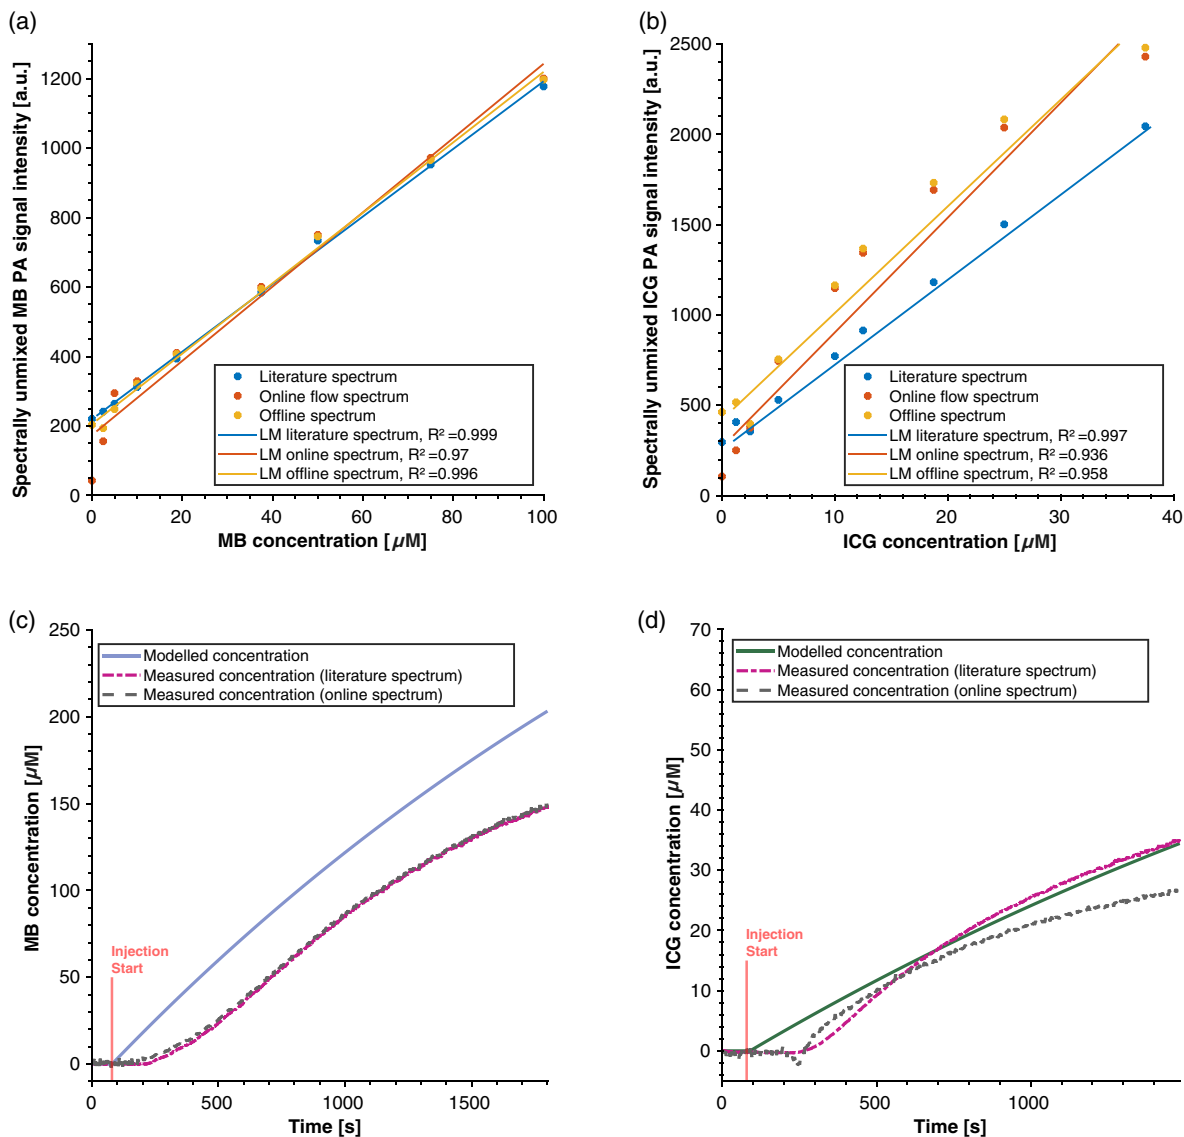 (a)
Spectrally unmixed MB PA signal intensity [a.u.]
1200
1000
800
600
400
200
0
Literature spectrum
Online flow spectrum
Offline spectrum
LM literature spectrum, R² =0.999
LM online spectrum, R² =0.97
LM offline spectrum, R² =0.996
0
20
40
60
80
100
MB concentration [µM]
(b)
Spectrally unmixed ICG PA signal intensity [a.u.]
2500
2000
1500
1000
500
0
Literature spectrum
Online flow spectrum
Offline spectrum
LM literature spectrum, R² =0.997
LM online spectrum, R² =0.936
LM offline spectrum, R² =0.958
0
10
20
30
40
ICG concentration [µM]
(c)
MB concentration [µM]
250
200
150
100
50
0
Modelled concentration
Measured concentration (literature spectrum)
Measured concentration (online spectrum)
Injection
Start
0
500
1000
1500
Time [s]
(d)
ICG concentration [µM]
70
60
50
40
30
20
10
0
Modelled concentration
Measured concentration (literature spectrum)
Measured concentration (online spectrum)
Injection
Start
0
500
1000
Time [s]